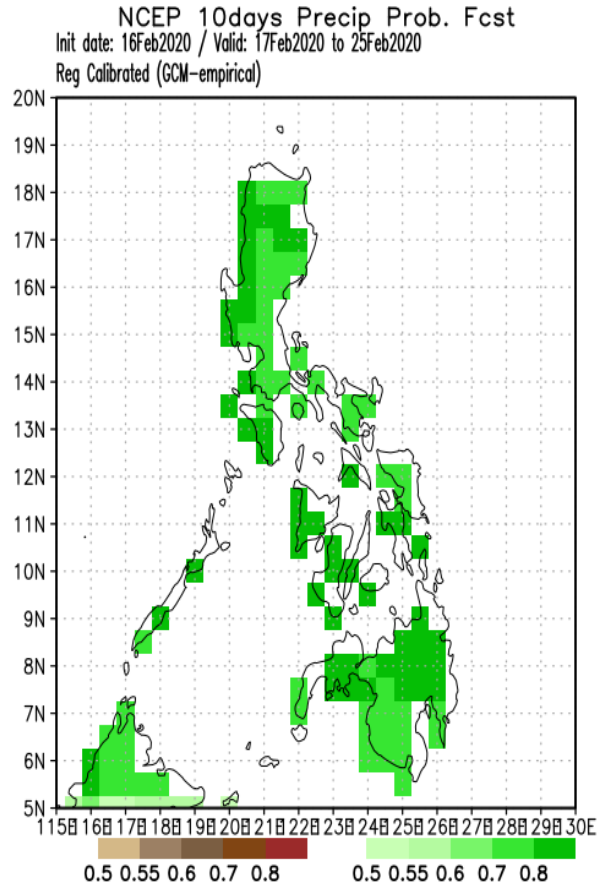 NCEP 10days Precip Prob. Fcst
Init date: 16Feb2020 / Valid: 17Feb2020 to 25Feb2020
Reg Calibrated (GCM-empirical)
20N
19N
18N
17N
16N
15N
14N
13N
12N
11N
10N
9N
8N
7N
6N
5N
115E 116E 117E 118E 119E 120E 121E 122E 123E 124E 125E 126E 127E 128E 129E 130E
0.5 0.55 0.6 0.7 0.8 0.5 0.55 0.6 0.7 0.8